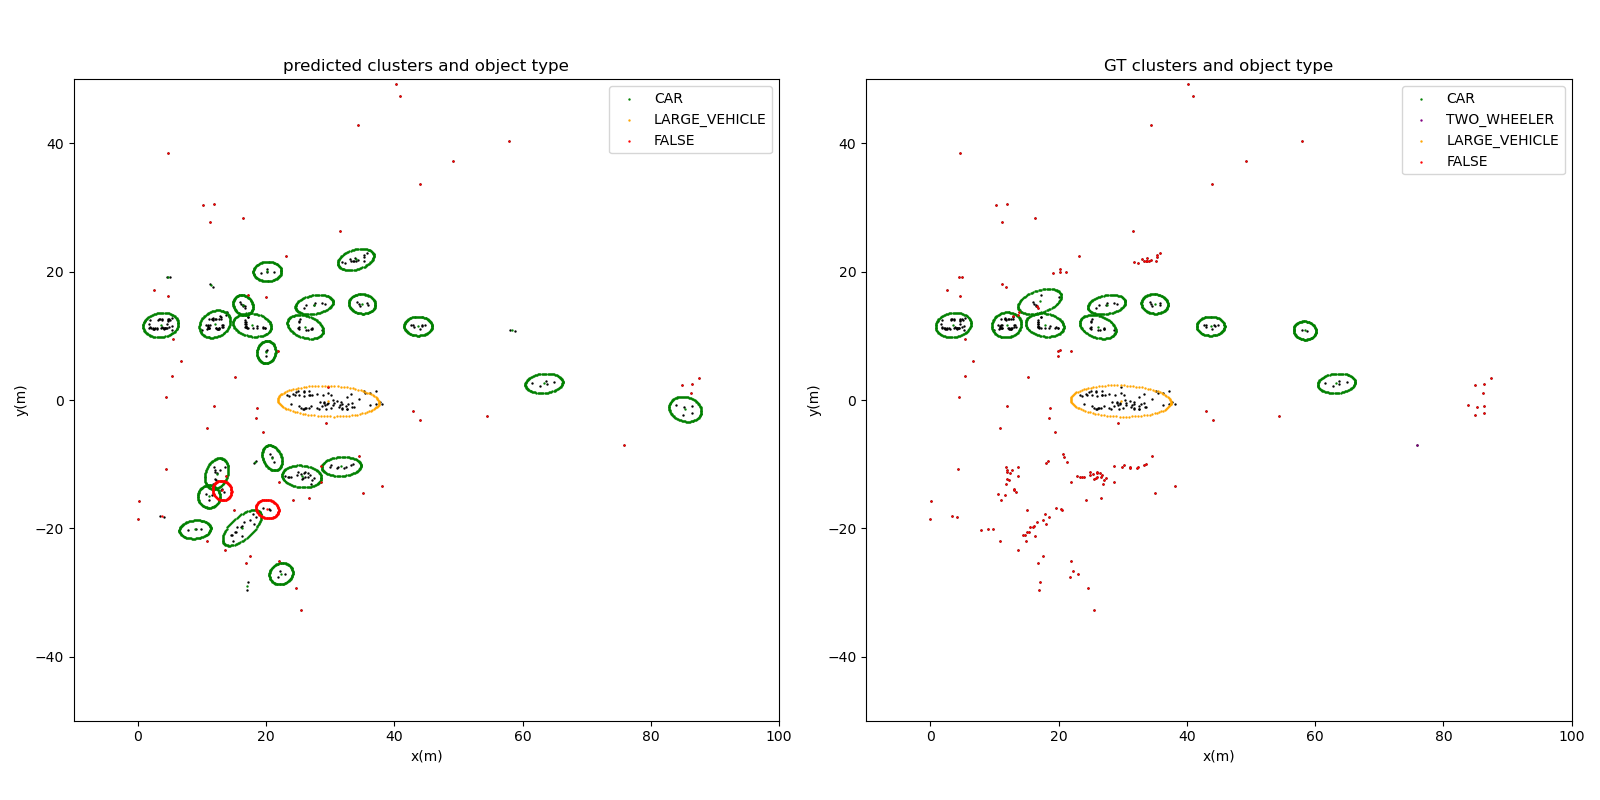 predicted clusters and object type
CAR
LARGE_VEHICLE
FALSE
40
20
0
−20
−40
y(m)
0
20
40
60
80
100
x(m)
GT clusters and object type
CAR
TWO_WHEELER
LARGE_VEHICLE
FALSE
40
20
0
−20
−40
y(m)
0
20
40
60
80
100
x(m)